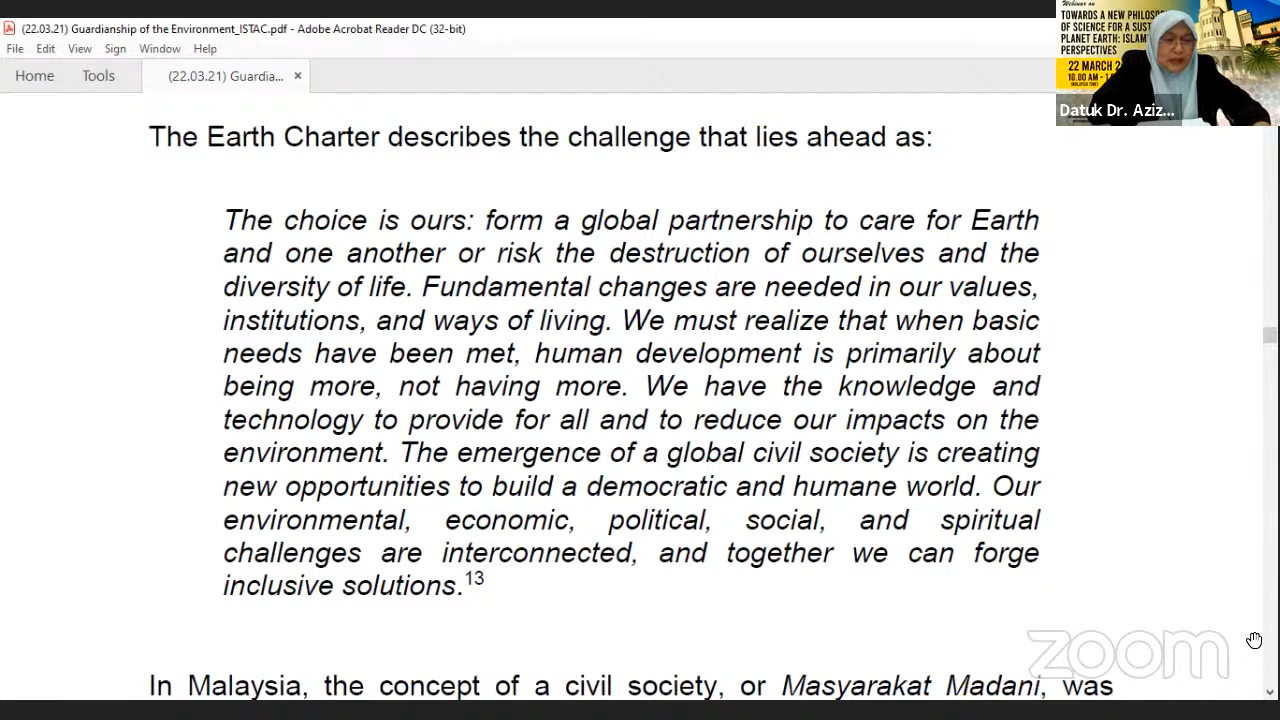 (22.03.21) Guardianship of the Environment_ISTAC.pdf - Adobe Acrobat Reader DC (32-bit)
File Edit View Sign Window Help
Home Tools (22.03.21) Guardia... ×
Webinar on
TOWARDS A NEW PHILOS
OF SCIENCE FOR A SUST
PLANET EARTH: ISLAM
PERSPECTIVES
22 MARCH 2
10.00 AM - 1
Datuk Dr. Aziz...
The Earth Charter describes the challenge that lies ahead as:
The choice is ours: form a global partnership to care for Earth
and one another or risk the destruction of ourselves and the
diversity of life. Fundamental changes are needed in our values,
institutions, and ways of living. We must realize that when basic
needs have been met, human development is primarily about
being more, not having more. We have the knowledge and
technology to provide for all and to reduce our impacts on the
environment. The emergence of a global civil society is creating
new opportunities to build a democratic and humane world. Our
environmental, economic, political, social, and spiritual
challenges are interconnected, and together we can forge
inclusive solutions.13
zoom
In Malaysia, the concept of a civil society, or Masyarakat Madani, was